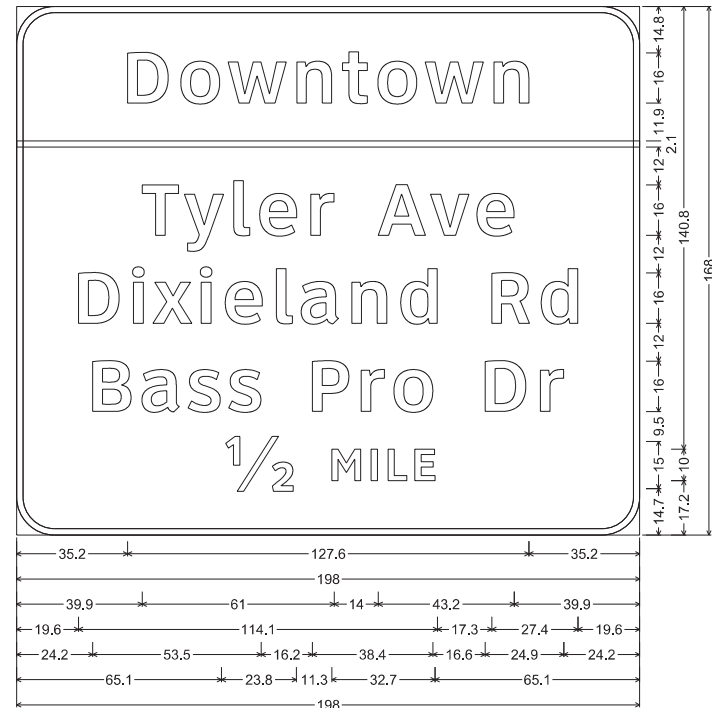 Downtown
Tyler Ave
Dixieland Rd
Bass Pro Dr
1/2 MILE
14.8
16
11.9
2.1
12
16
12
16
12
16
9.5
15
14.7
140.8
10
17.2
168
35.2 127.6 35.2
198
39.9 61 14 43.2 39.9
19.6 114.1 17.3 27.4 19.6
24.2 53.5 16.2 38.4 16.6 24.9 24.2
65.1 23.8 11.3 32.7 65.1
198